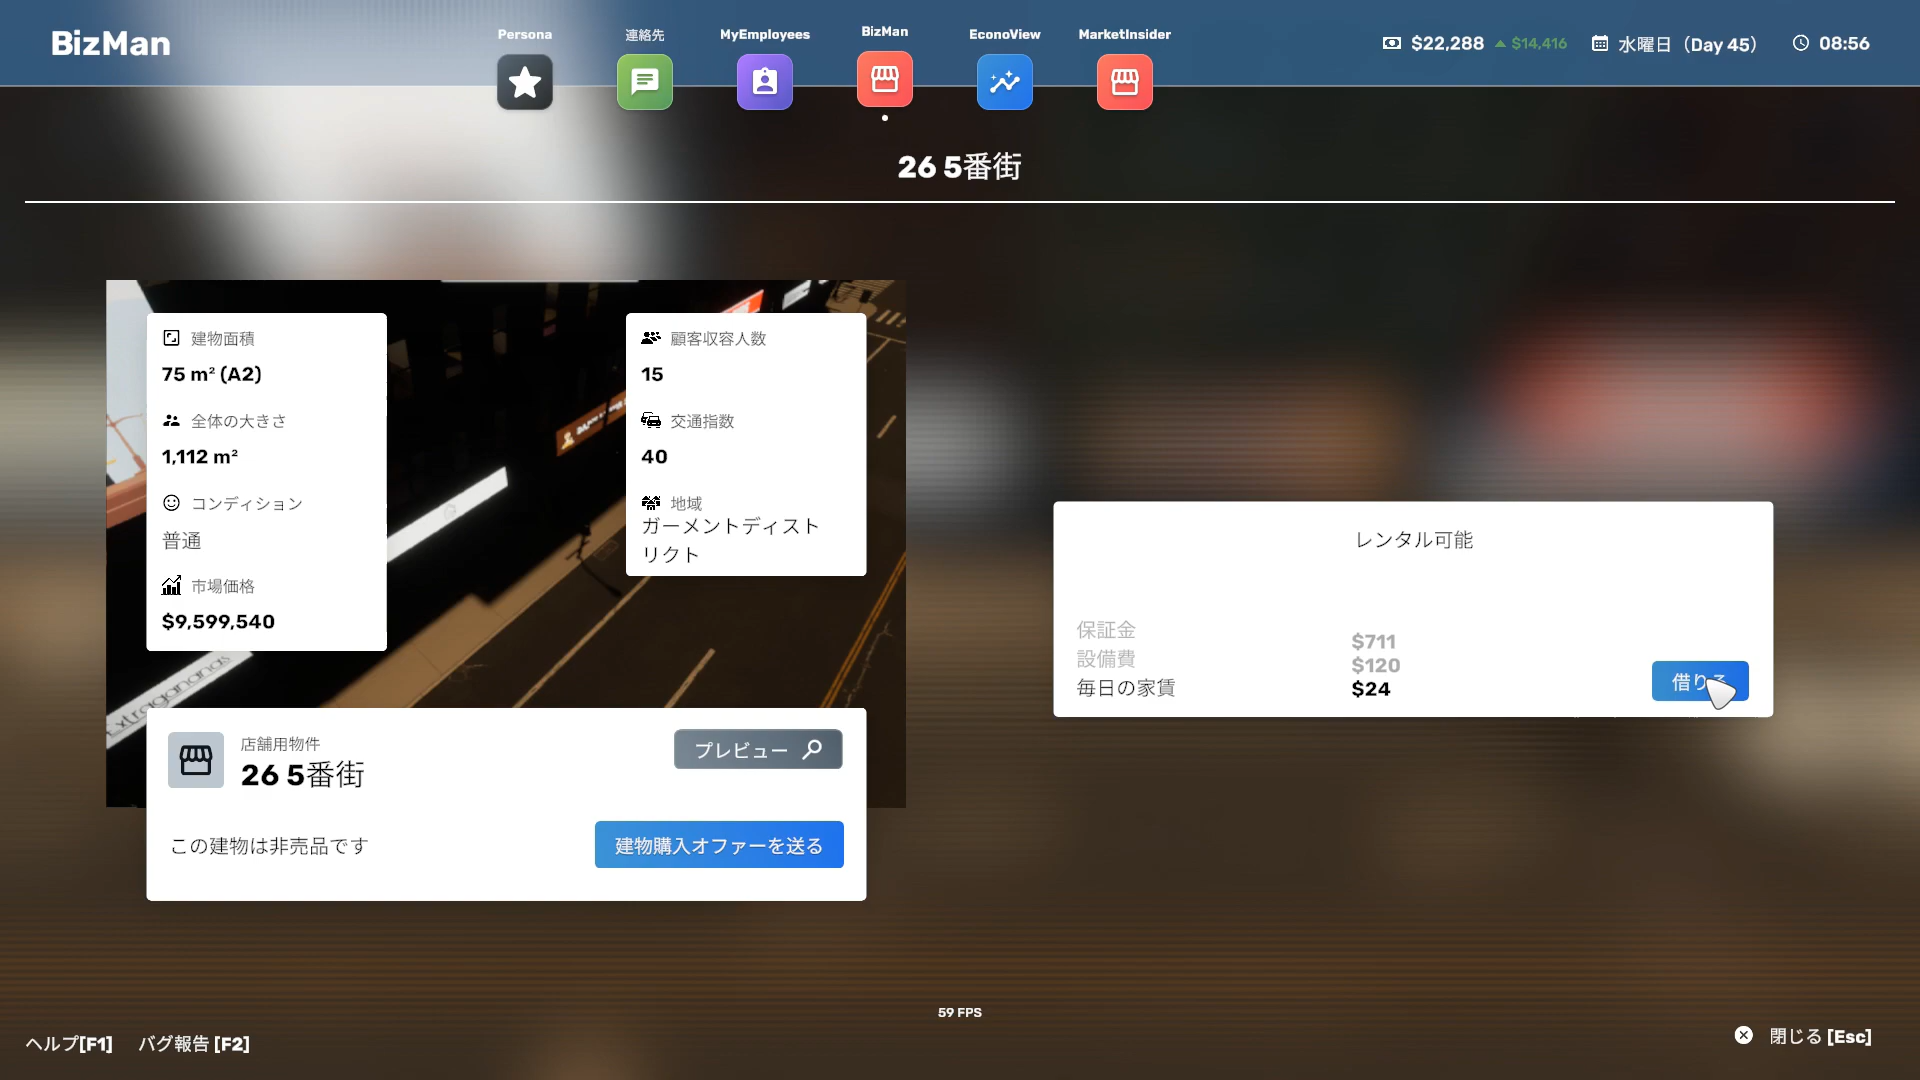 BizMan
Persona
連絡先
MyEmployees
BizMan
EconoView
MarketInsider
$22,288
$14,416
水曜日 (Day 45)
08:56
26 5番街
建物面積
75 m² (A2)
全体の大きさ
1,112 m²
コンディション
普通
市場価格
$9,599,540
顧客収容人数
15
交通指数
40
地域
ガーメントディスト
リクト
Extravaganas
店舗用物件
26 5番街
プレビュー
この建物は非売品です
建物購入オファーを送る
レンタル可能
保証金 $711
設備費 $120
毎日の家賃 $24
借りる
59 FPS
ヘルプ[F1]
バグ報告 [F2]
閉じる [Esc]